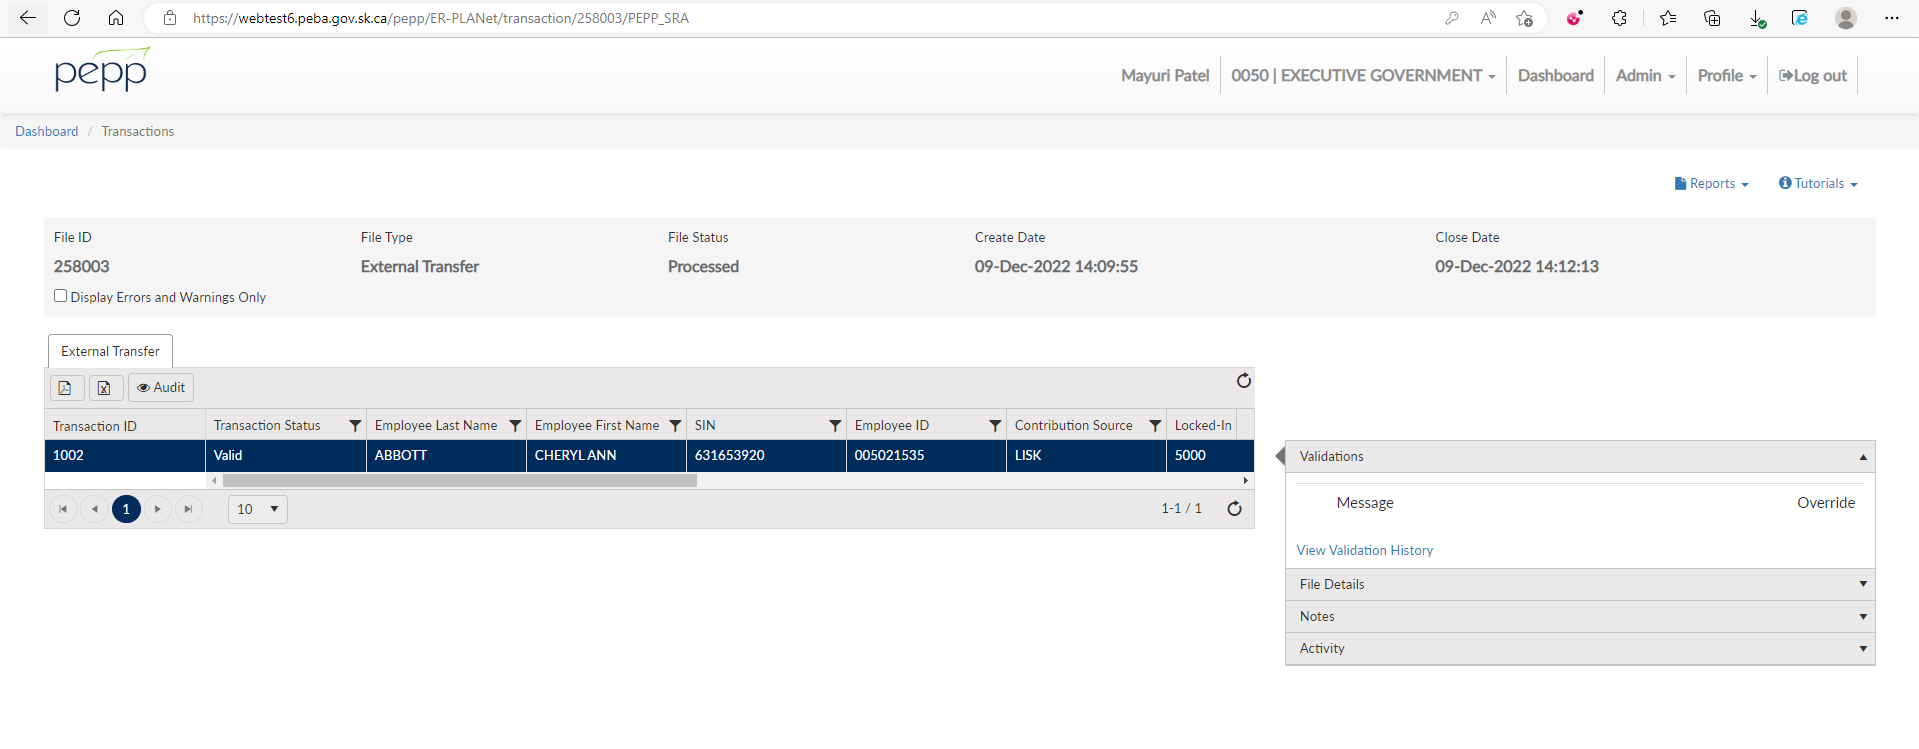 https://webtest6.peba.gov.sk.ca/pepp/ER-PLANet/transaction/258003/PEPP_SRA
pepp
Mayuri Patel 0050 | EXECUTIVE GOVERNMENT Dashboard Admin Profile Log out
Dashboard / Transactions
Reports Tutorials
File ID File Type File Status Create Date Close Date
258003 External Transfer Processed 09-Dec-2022 14:09:55 09-Dec-2022 14:12:13
Display Errors and Warnings Only
External Transfer
Audit
Transaction ID Transaction Status Employee Last Name Employee First Name SIN Employee ID Contribution Source Locked-In
1002 Valid ABBOTT CHERYL ANN 631653920 005021535 LISK 5000
1 10 1-1 / 1
Validations
Message Override
View Validation History
File Details
Notes
Activity